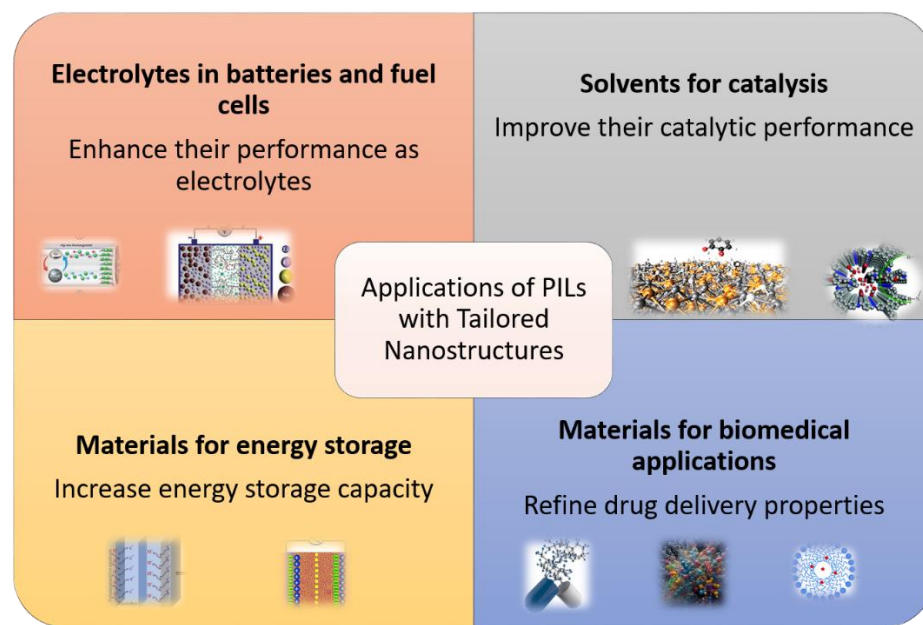 Electrolytes in batteries and fuel
cells
Enhance their performance as
electrolytes
Solvents for catalysis
Improve their catalytic performance
Applications of PILs
with Tailored
Nanostructures
Materials for energy storage
Increase energy storage capacity
Materials for biomedical
applications
Refine drug delivery properties